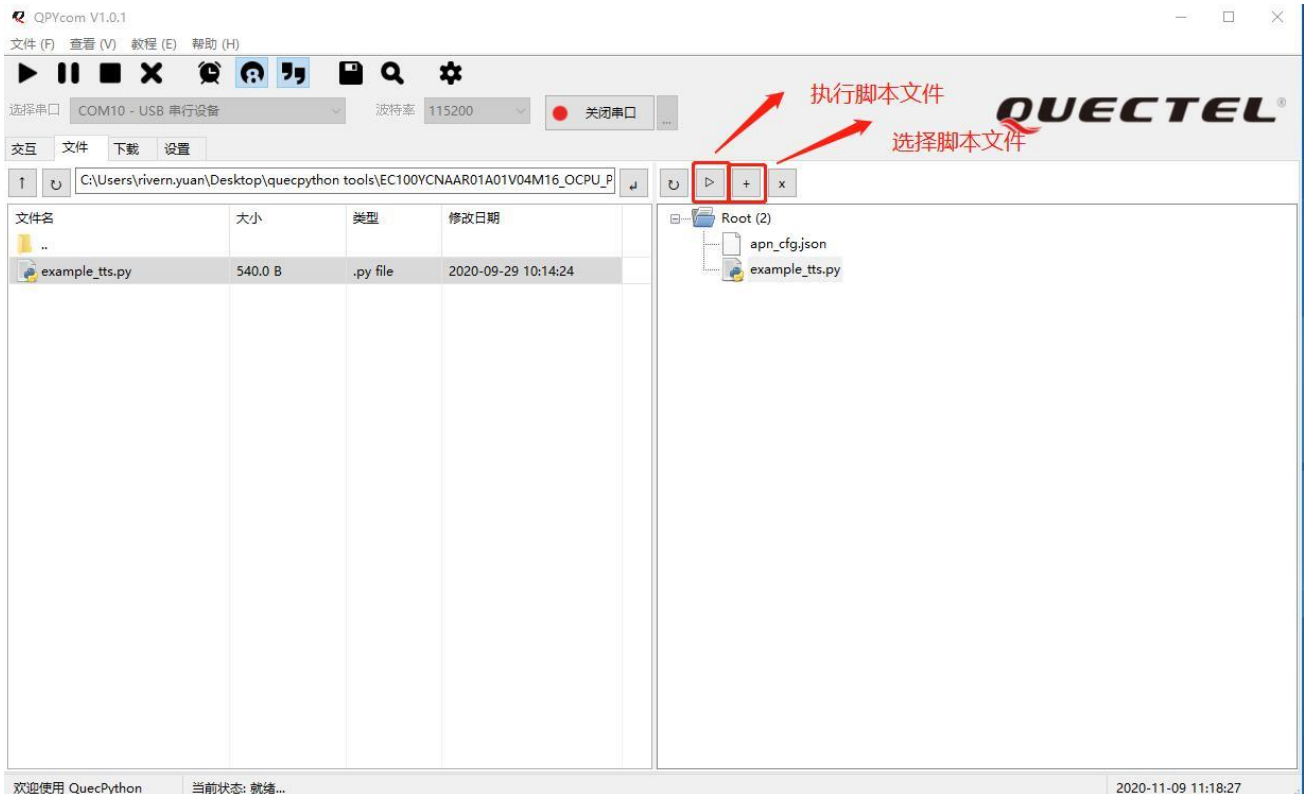 QPYcom V1.0.1
文件 (F) 查看 (V) 教程 (E) 帮助 (H)
选择串口 COM10 - USB 串行设备 波特率 115200 关闭串口 ...
执行脚本文件
QUECTEL®
选择脚本文件
交互 文件 下载 设置
C:\Users\rivern.yuan\Desktop\quecpython tools\EC100YCNAAR01A01V04M16_OCPU_P
+ x
文件名 大小 类型 修改日期
Root (2)
..
apn_cfg.json
example_tts.py 540.0 B .py file 2020-09-29 10:14:24
example_tts.py
欢迎使用 QuecPython 当前状态: 就绪... 2020-11-09 11:18:27